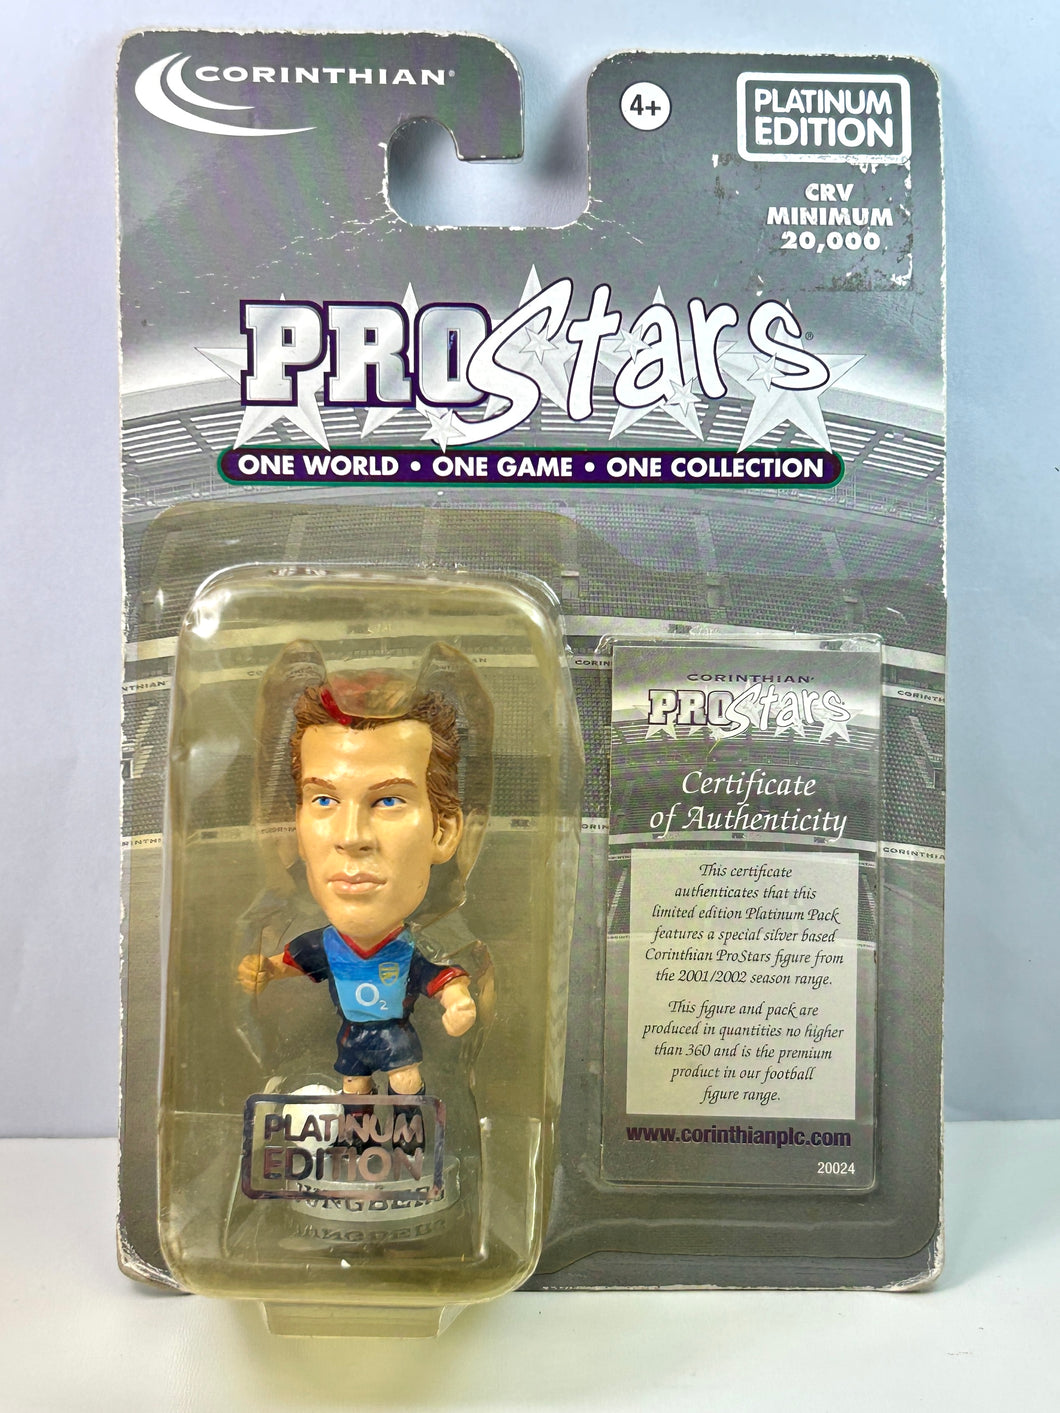 CORINTHIAN®
4+
PLATINUM
EDITION
CRV
MINIMUM
20,000
PROStars®
ONE WORLD • ONE GAME • ONE COLLECTION
CORINTHIAN
PROStars
Certificate
of Authenticity
This certificate
authenticates that this
limited edition Platinum Pack
features a special silver based
Corinthian ProStars figure from
the 2001/2002 season range.
This figure and pack are
produced in quantities no higher
than 360 and is the premium
product in our football
figure range.
www.corinthianplc.com
20024
O2
PLATINUM
EDITION